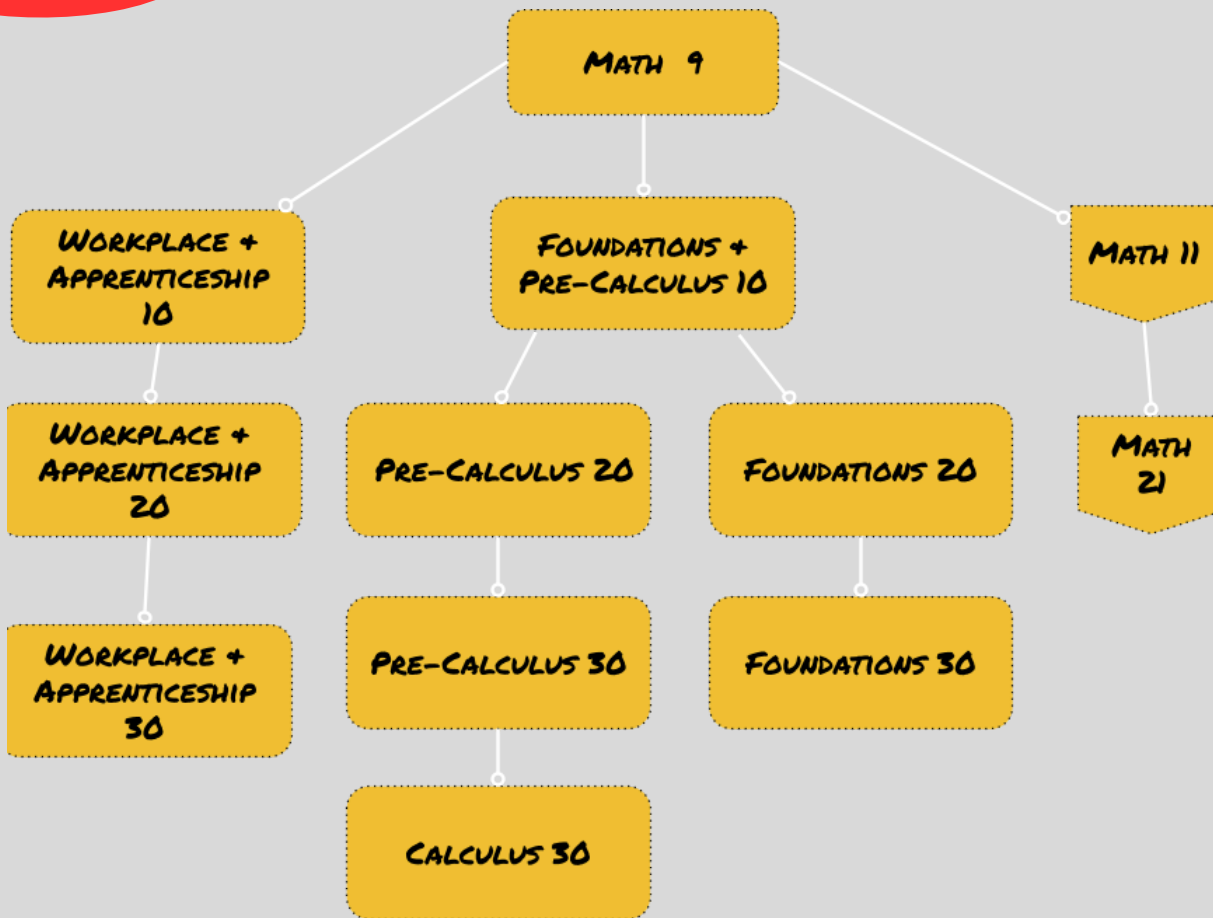 Math 9
Workplace &
Apprenticeship
10
Foundations &
Pre-Calculus 10
Math 11
Workplace &
Apprenticeship
20
Pre-Calculus 20
Foundations 20
Math
21
Workplace &
Apprenticeship
30
Pre-Calculus 30
Foundations 30
Calculus 30